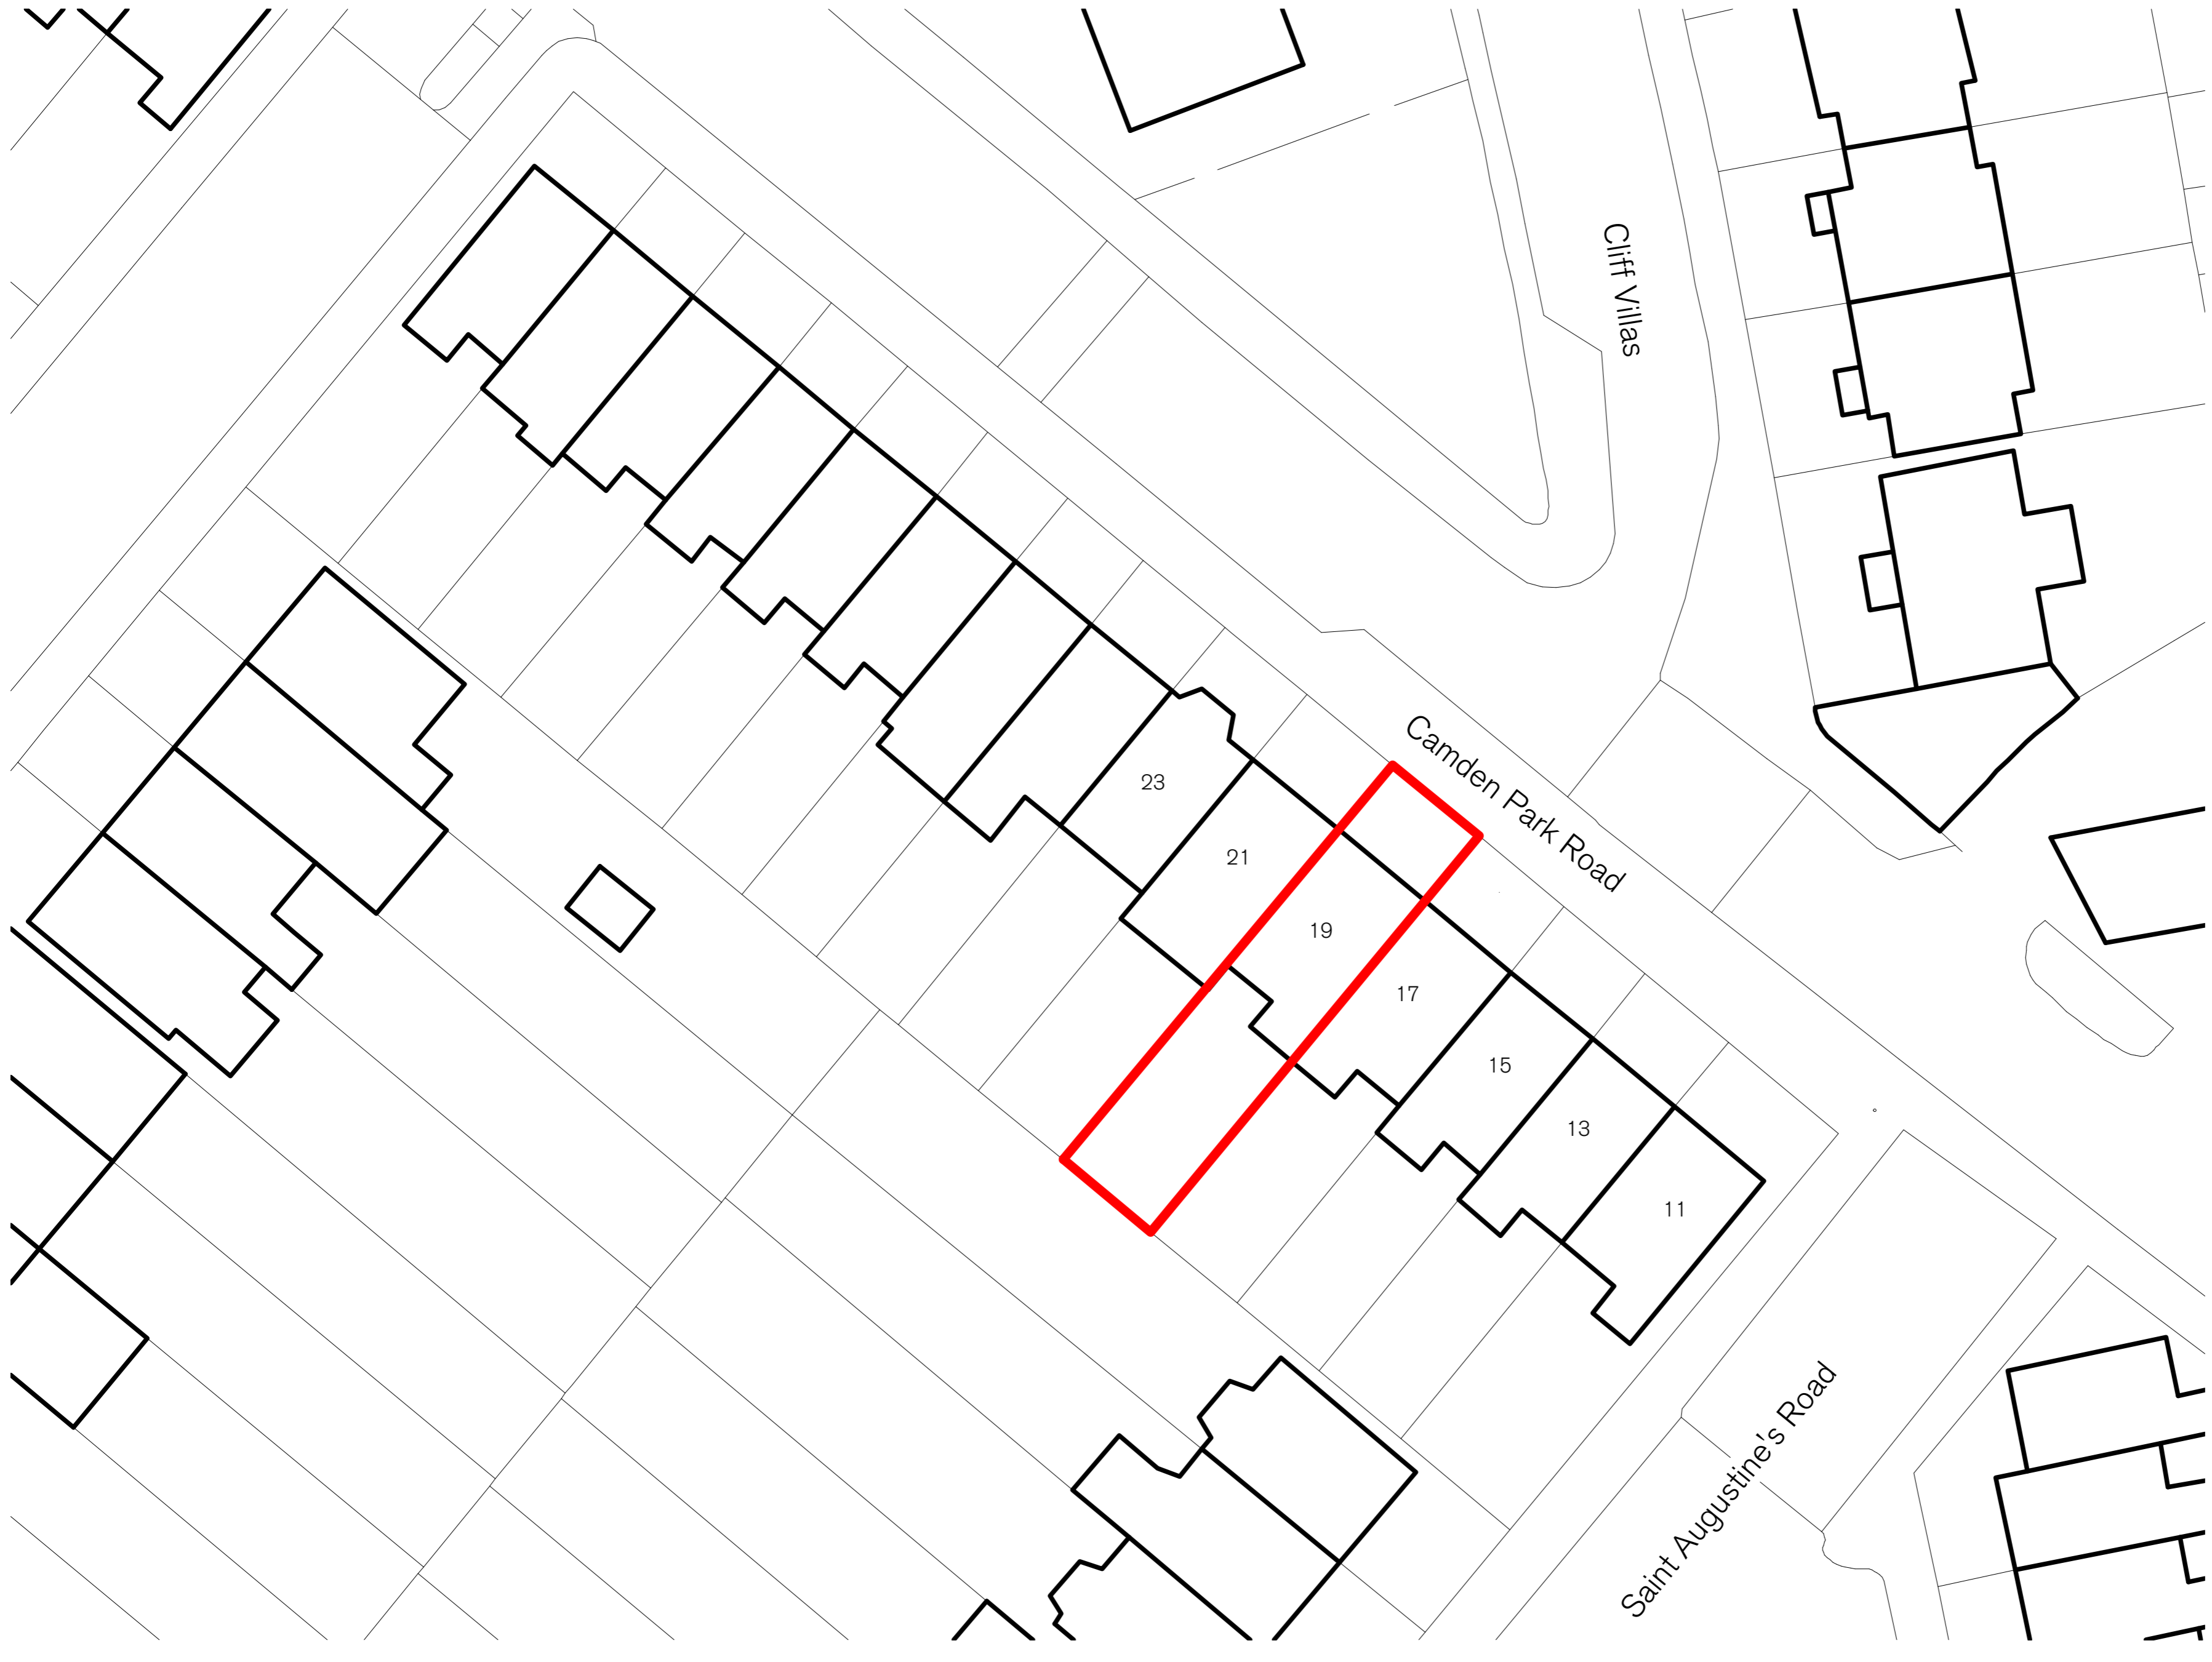 Cliff Villas
Camden Park Road
23
21
19
17
15
13
11
Saint Augustine's Road